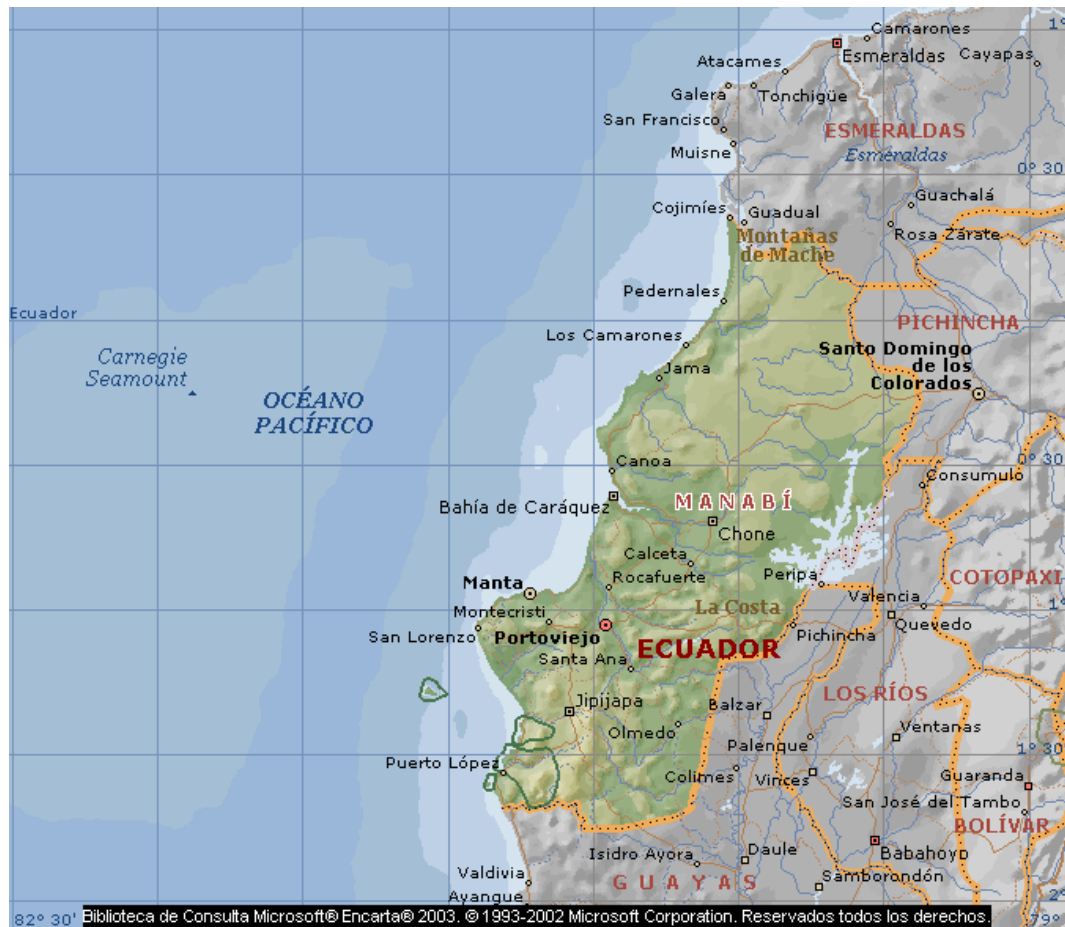 Camarones
1°
Esmeraldas
Cayapas
Atacames
Galera
Tonchigüe
San Francisco
ESMERALDAS
Muisne
Esmeraldas
0° 30
Guachalá
Cojimíes
Guadual
Rosa Zárate
Montañas
de Mache
Pedernales
Ecuador
PICHINCHA
Los Camarones
Santo Domingo
de los
Colorados
Carnegie
Seamount
Jama
OCÉANO
PACÍFICO
0° 30
Canoa
Consumulo
Bahía de Caráquez
MANABÍ
Chone
Calceta
Manta
Rocafuerte
Peripa
COTOPAXI
Valencia
La Costa
1°
Montecristi
San Lorenzo
Portoviejo
Pichincha
Quevedo
ECUADOR
Santa Ana
LOS RÍOS
Jipijapa
Balzar
Olmedo
Ventanas
Palenque
1° 30
Puerto López
Colimes
Vinces
Guaranda
San José del Tambo
BOLÍVAR
Isidro Ayora
Daule
Babahoyo
Valdivia
GUAYAS
Samborondón
Ayangue
2°
82° 30'
Biblioteca de Consulta Microsoft® Encarta® 2003. © 1993-2002 Microsoft Corporation. Reservados todos los derechos.
79°